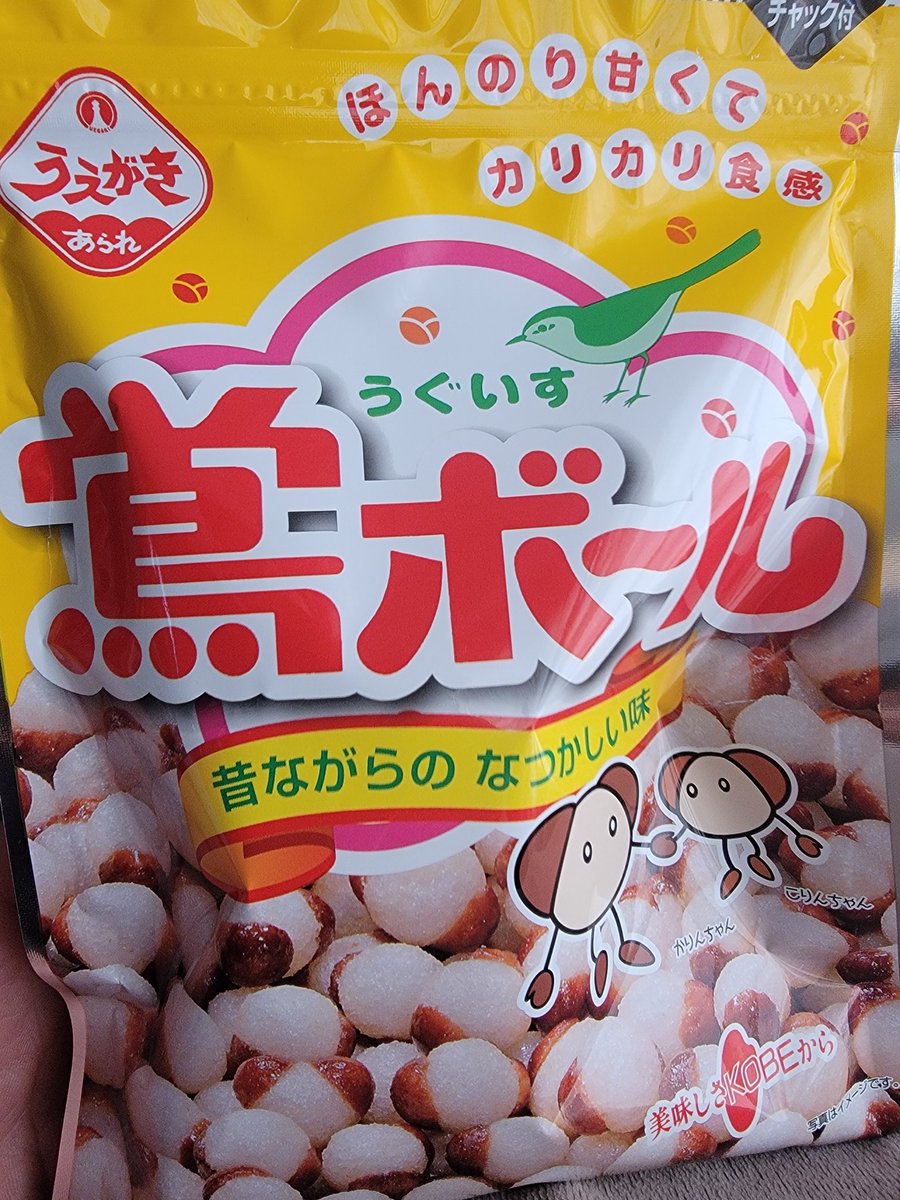 チャック付
ほんのり甘くて
カリカリ食感
UEGAKI
うえがき
あられ
うぐいす
鴬ボール
昔ながらの なつかしい味
こりんちゃん
かりんちゃん
美味しさKOBEから
写真はイメージです。